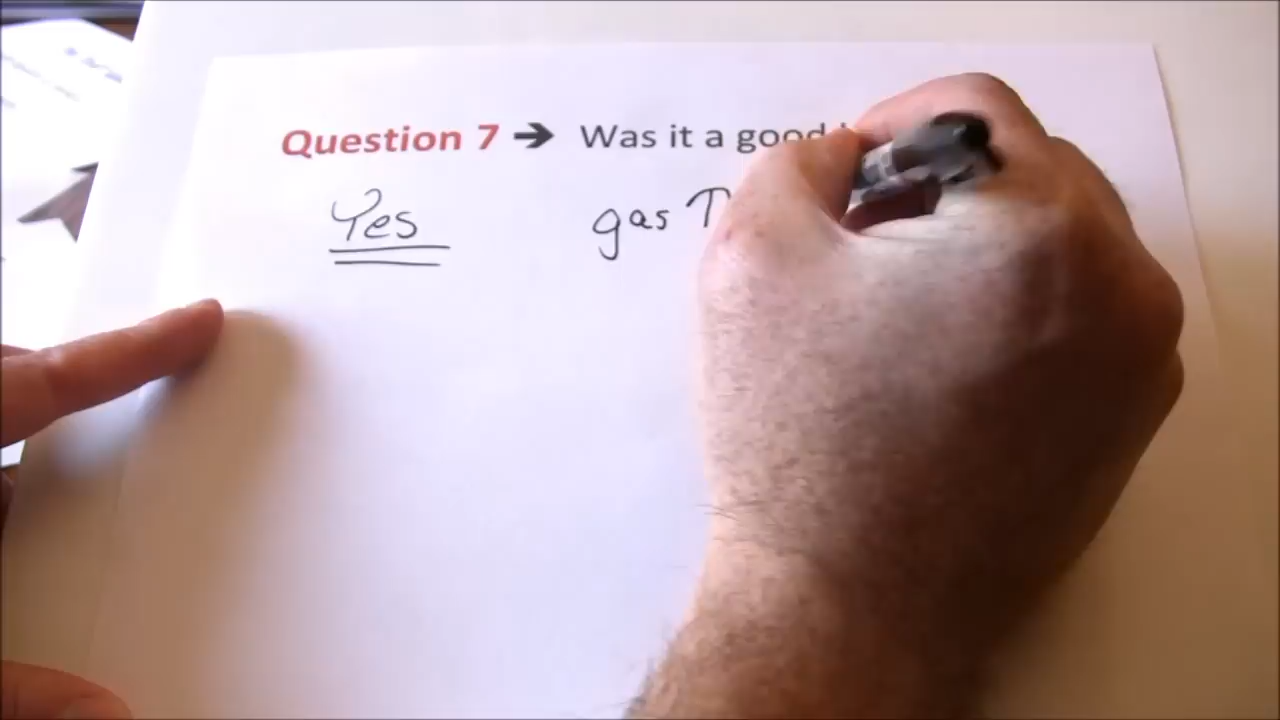 Question 7 → Was it a good
Yes gas ↑